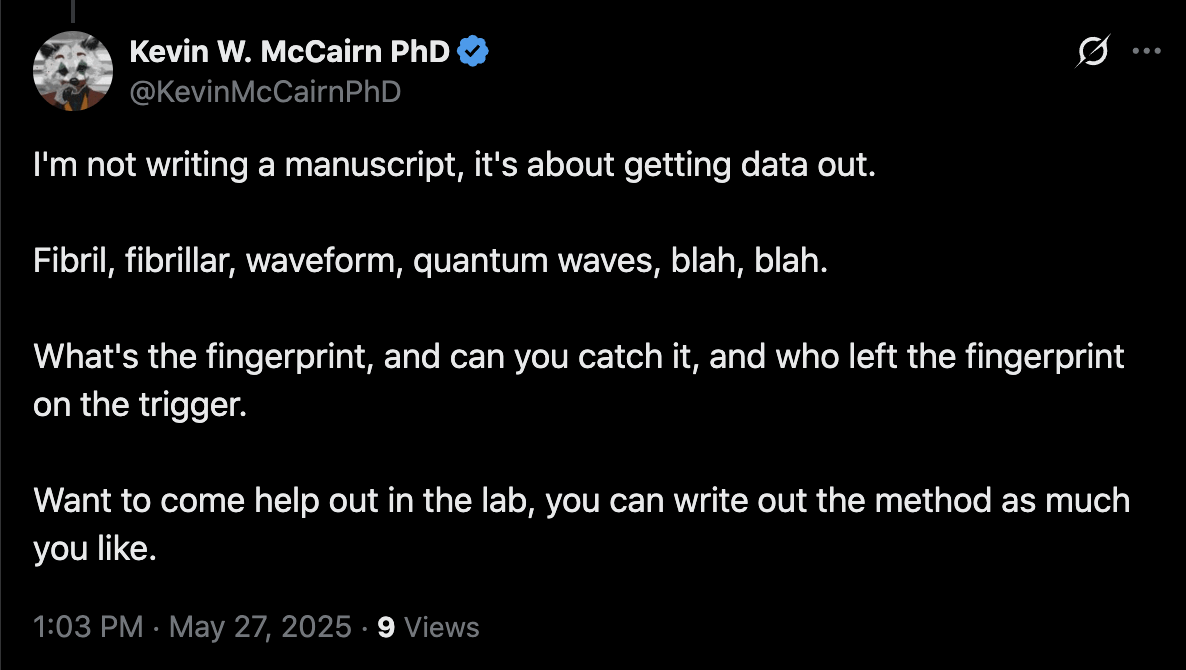 Kevin W. McCairn PhD
@KevinMcCairnPhD
I'm not writing a manuscript, it's about getting data out.
Fibril, fibrillar, waveform, quantum waves, blah, blah.
What's the fingerprint, and can you catch it, and who left the fingerprint
on the trigger.
Want to come help out in the lab, you can write out the method as much
you like.
1:03 PM · May 27, 2025 · 9 Views